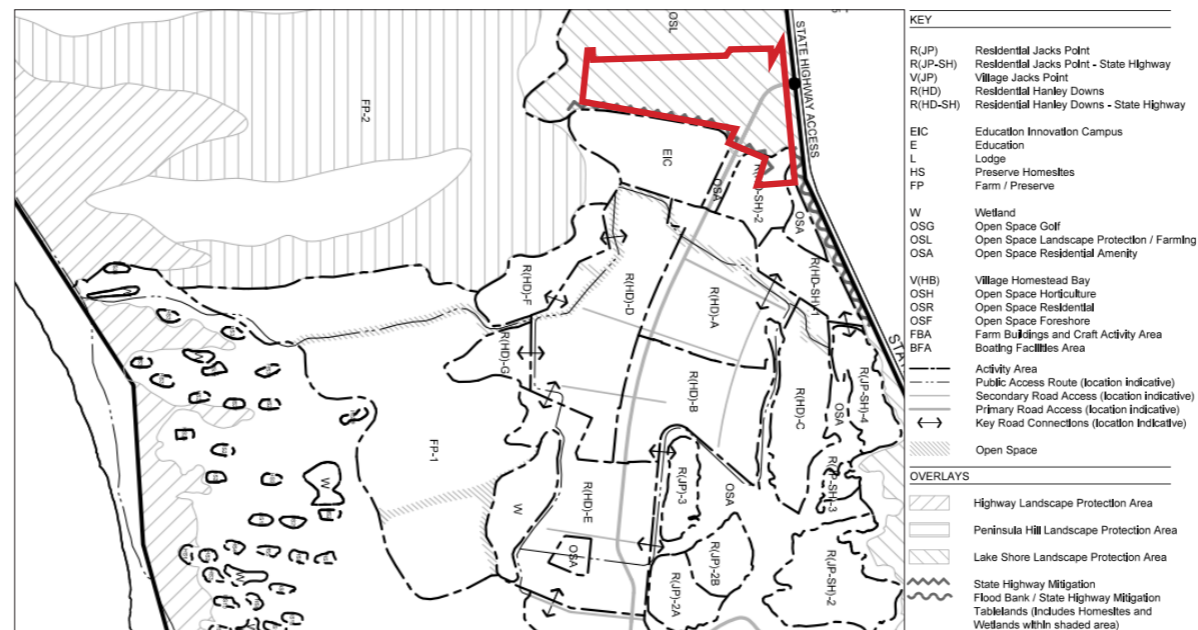 OSL
STATE HIGHWAY ACCESS
FP-2
EIC
OSA
OSA
R(HD)-F
R(HD)-D
R(HD)-A
R(HD-SH)-1
R(HD)-G
R(HD)-B
R(HD)-C
OSA
R(JP-SH)-4
FP-1
W
W
R(HD)-E
R(JP)-3
OSA
OSA
R(JP)-2B
R(JP)-2A
R(JP-SH)-2
W
KEY
R(JP) Residential Jacks Point
R(JP-SH) Residential Jacks Point - State Highway
V(JP) Village Jacks Point
R(HD) Residential Hanley Downs
R(HD-SH) Residential Hanley Downs - State Highway
EIC Education Innovation Campus
E Education
L Lodge
HS Preserve Homesites
FP Farm / Preserve
W Wetland
OSG Open Space Golf
OSL Open Space Landscape Protection / Farming
OSA Open Space Residential Amenity
V(HB) Village Homestead Bay
OSH Open Space Horticulture
OSR Open Space Residential
OSF Open Space Foreshore
FBA Farm Buildings and Craft Activity Area
BFA Boating Facilities Area
Activity Area
Public Access Route (location indicative)
Secondary Road Access (location indicative)
Primary Road Access (location indicative)
Key Road Connections (location indicative)
Open Space
OVERLAYS
Highway Landscape Protection Area
Peninsula Hill Landscape Protection Area
Lake Shore Landscape Protection Area
State Highway Mitigation
Flood Bank / State Highway Mitigation
Tablelands (includes Homesites and
Wetlands within shaded area)